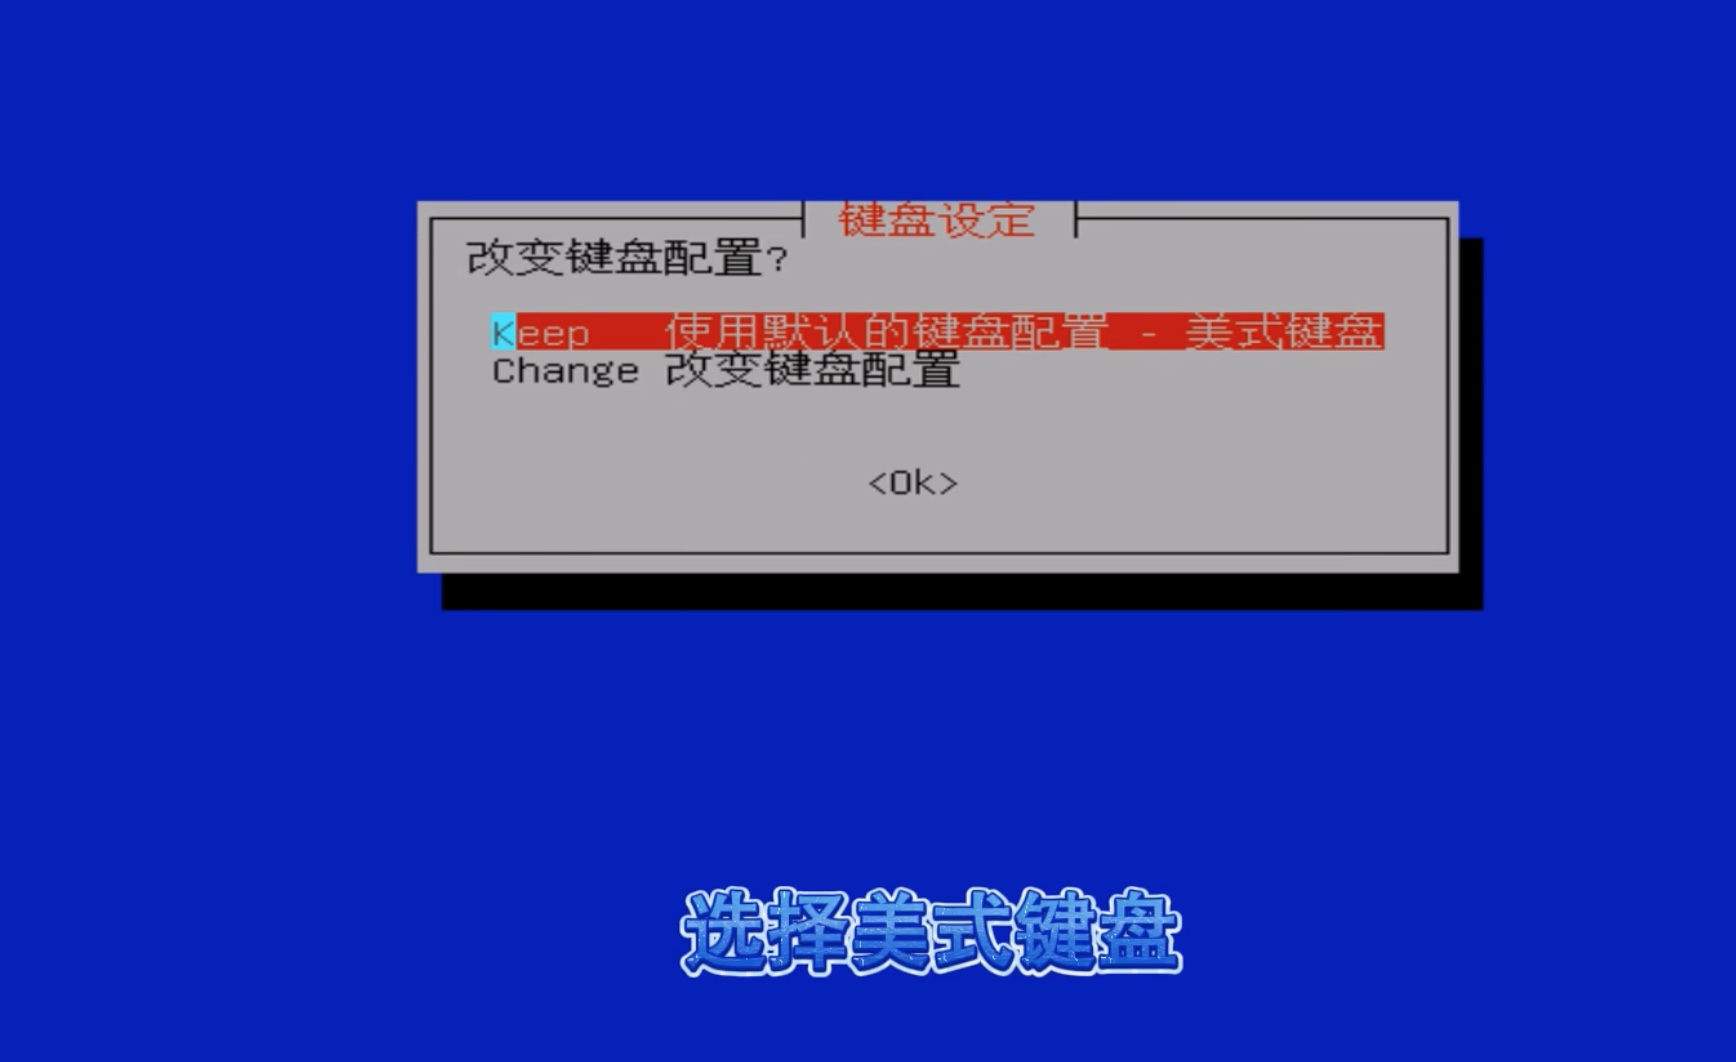 键盘设定
改变键盘配置?
Keep 使用默认的键盘配置 - 美式键盘
Change 改变键盘配置
<Ok>
选择美式键盘